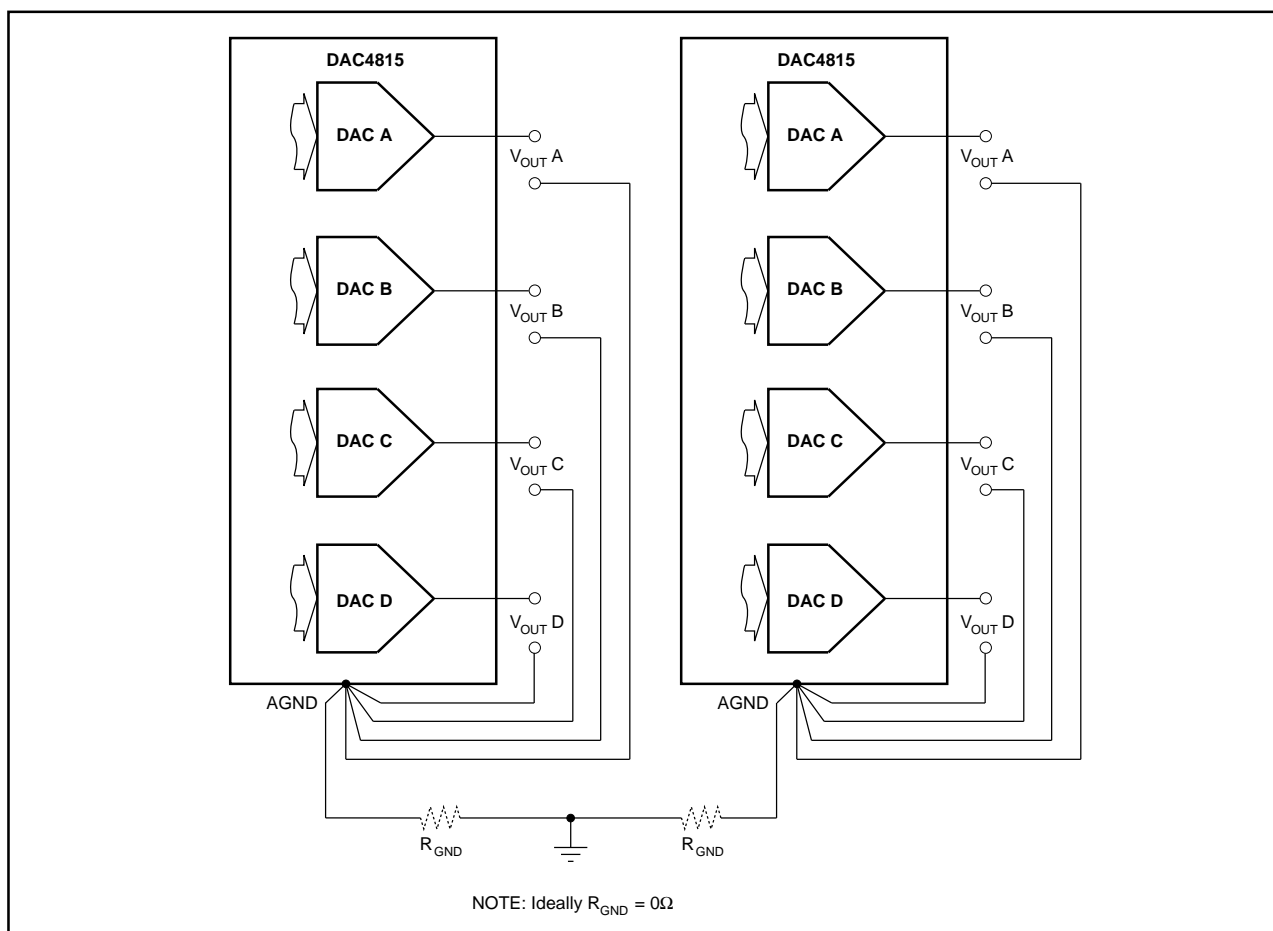 DAC4815
DAC A
VOUT A
DAC B
VOUT B
DAC C
VOUT C
DAC D
VOUT D
AGND
DAC4815
DAC A
VOUT A
DAC B
VOUT B
DAC C
VOUT C
DAC D
VOUT D
AGND
RGND
RGND
NOTE: Ideally RGND = 0Ω